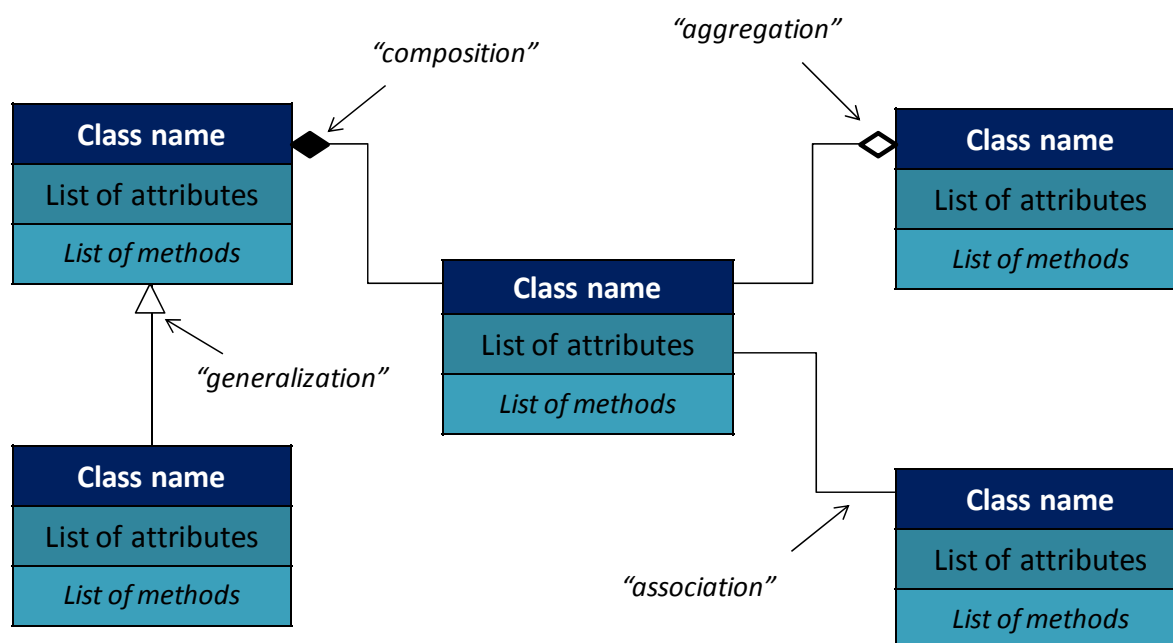 “composition”
“aggregation”
Class name
List of attributes
List of methods
Class name
List of attributes
List of methods
Class name
List of attributes
List of methods
“generalization”
Class name
List of attributes
List of methods
Class name
List of attributes
List of methods
“association”